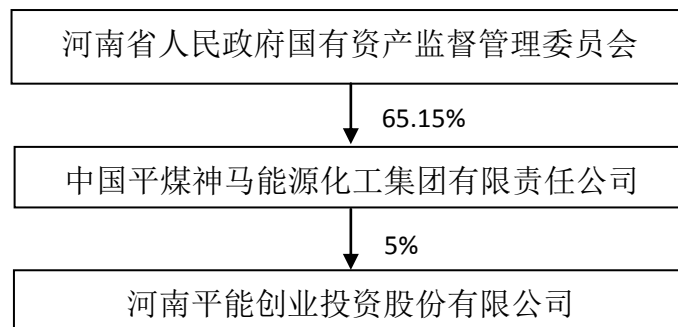 河南省人民政府国有资产监督管理委员会
65.15%
中国平煤神马能源化工集团有限责任公司
5%
河南平能创业投资股份有限公司